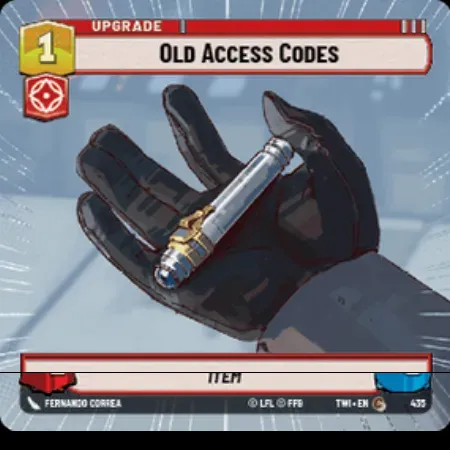 UPGRADE
1
OLD ACCESS CODES
ITEM
FERNANDO CORREA
© LFL © FFG
TWI • EN
435